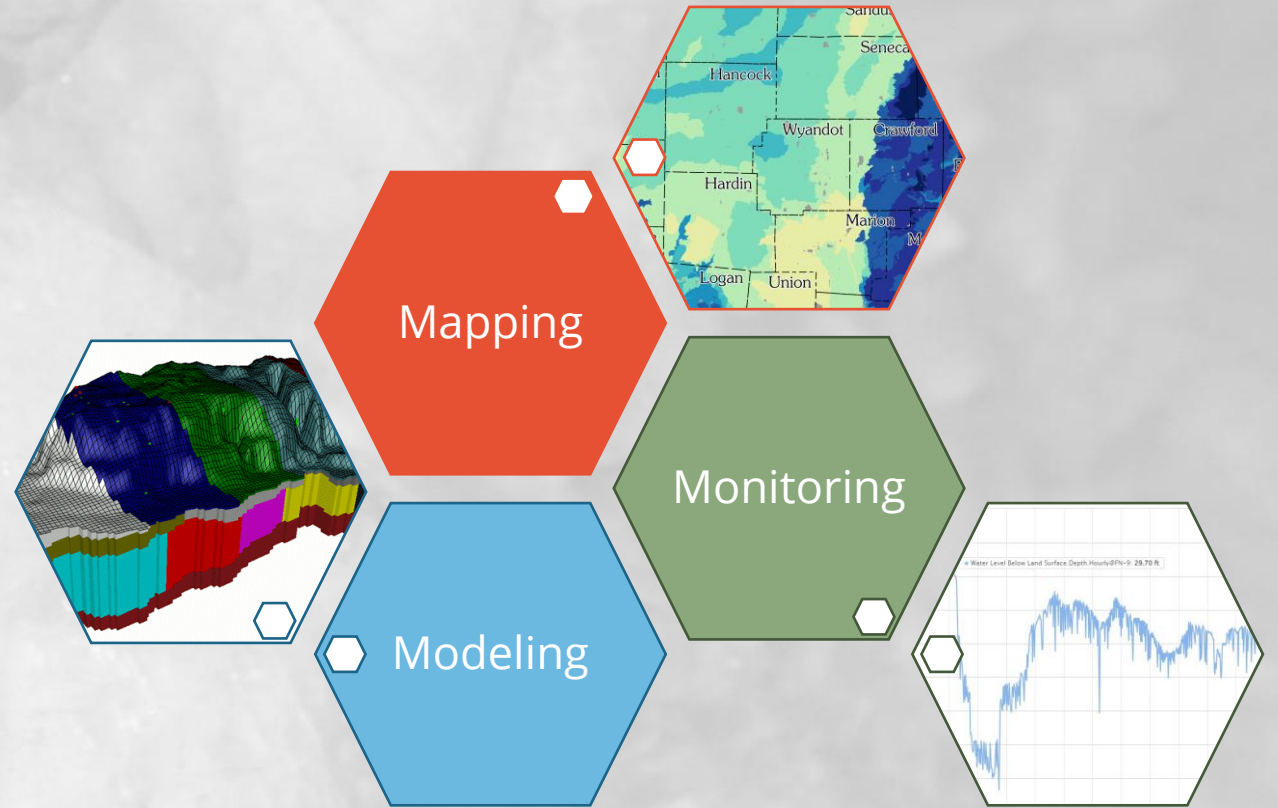 Seneca
Hancock
Wyandot
Crawford
Hardin
Marion
Logan
Union
Mapping
Monitoring
Modeling
Water Level Below Land Surface.Depth.Hourly@FN-9: 29.70 ft